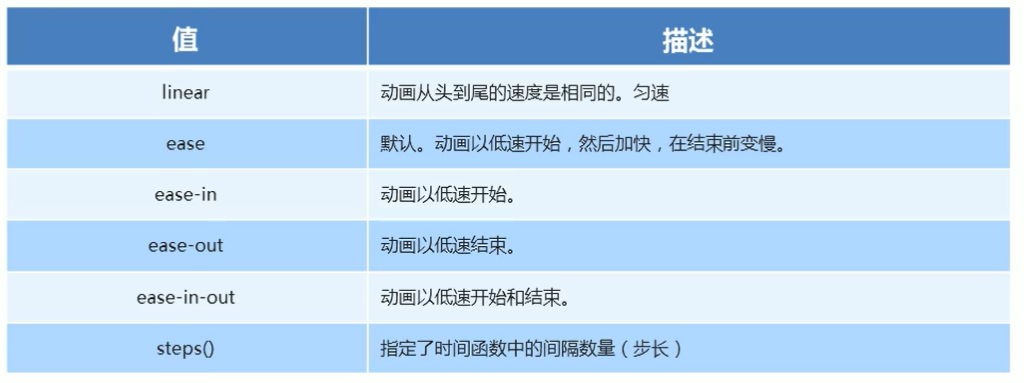 值 描述
linear 动画从头到尾的速度是相同的。匀速
ease 默认。动画以低速开始，然后加快，在结束前变慢。
ease-in 动画以低速开始。
ease-out 动画以低速结束。
ease-in-out 动画以低速开始和结束。
steps() 指定了时间函数中的间隔数量（步长）